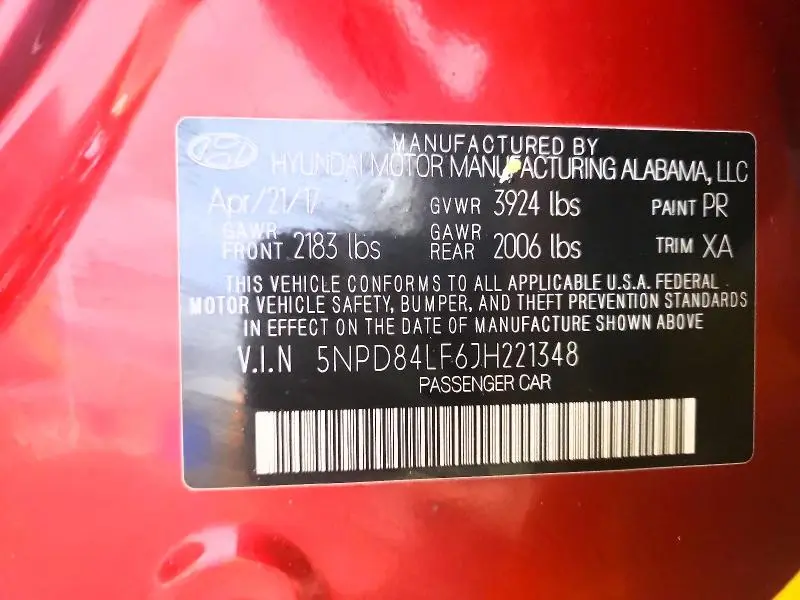 MANUFACTURED BY
HYUNDAI MOTOR MANUFACTURING ALABAMA, LLC
Apr/21/17 GVWR 3924 lbs PAINT PR
GAWR FRONT 2183 lbs GAWR REAR 2006 lbs TRIM XA
THIS VEHICLE CONFORMS TO ALL APPLICABLE U.S.A. FEDERAL
MOTOR VEHICLE SAFETY, BUMPER, AND THEFT PREVENTION STANDARDS
IN EFFECT ON THE DATE OF MANUFACTURE SHOWN ABOVE
V.I.N 5NPD84LF6JH221348
PASSENGER CAR